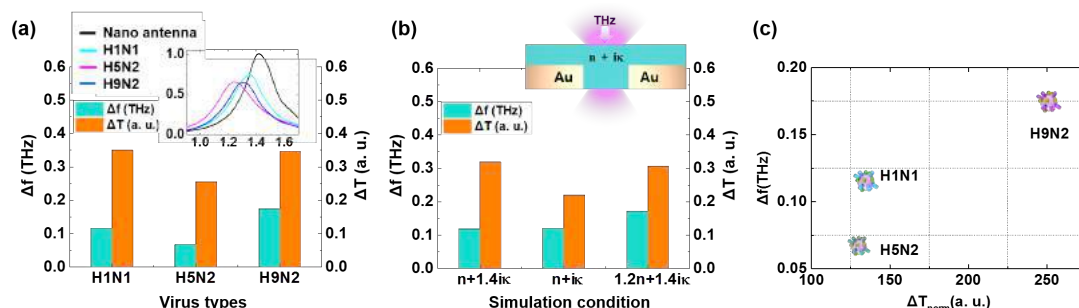 (a)
Nano antenna
H1N1
H5N2
H9N2
1.0
0.5
0.0
1.0 1.2 1.4 1.6
Δf (THz)
ΔT (a. u.)
0.6
0.5
0.4
0.3
0.2
0.1
0.0
Δf (THz)
0.6
0.5
0.4
0.3
0.2
0.1
0.0
ΔT (a. u.)
H1N1 H5N2 H9N2
Virus types
(b)
THz
n + iκ
Au Au
Δf (THz)
ΔT (a. u.)
0.6
0.5
0.4
0.3
0.2
0.1
0.0
Δf (THz)
0.6
0.5
0.4
0.3
0.2
0.1
0.0
ΔT (a. u.)
n+1.4iκ n+iκ 1.2n+1.4iκ
Simulation condition
(c)
0.20
0.15
0.10
0.05
Δf(THz)
H9N2
H1N1
H5N2
100 150 200 250
ΔTnorm(a. u.)